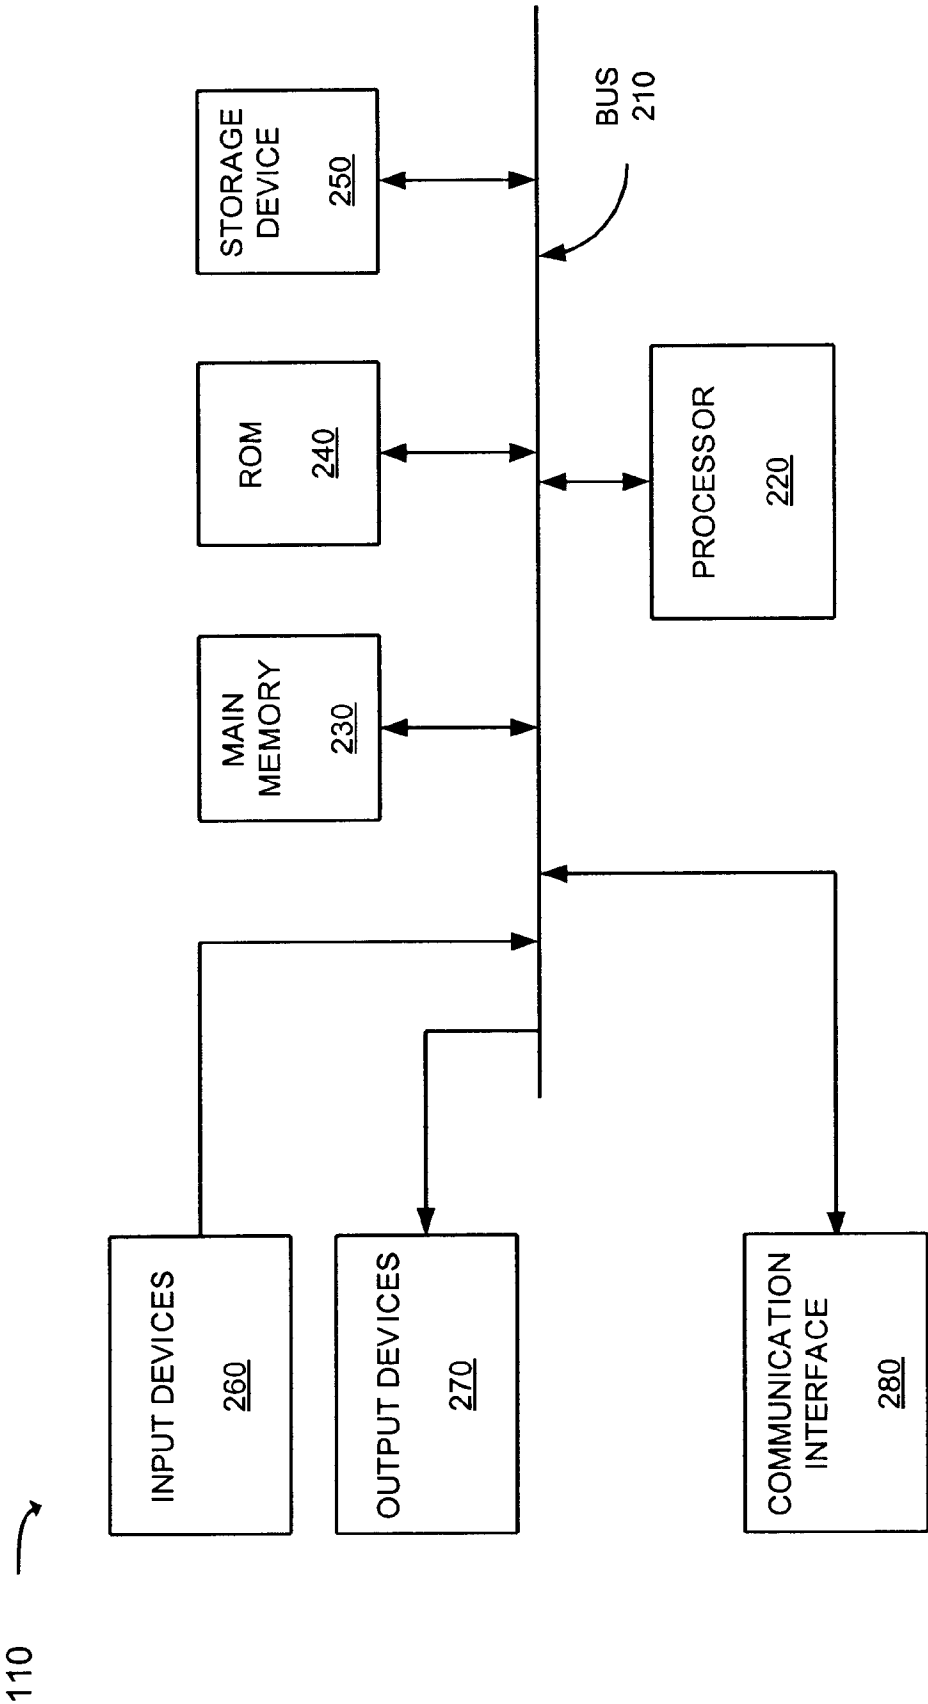 110
INPUT DEVICES
260
OUTPUT DEVICES
270
COMMUNICATION
INTERFACE
280
MAIN
MEMORY
230
ROM
240
STORAGE
DEVICE
250
PROCESSOR
220
BUS
210